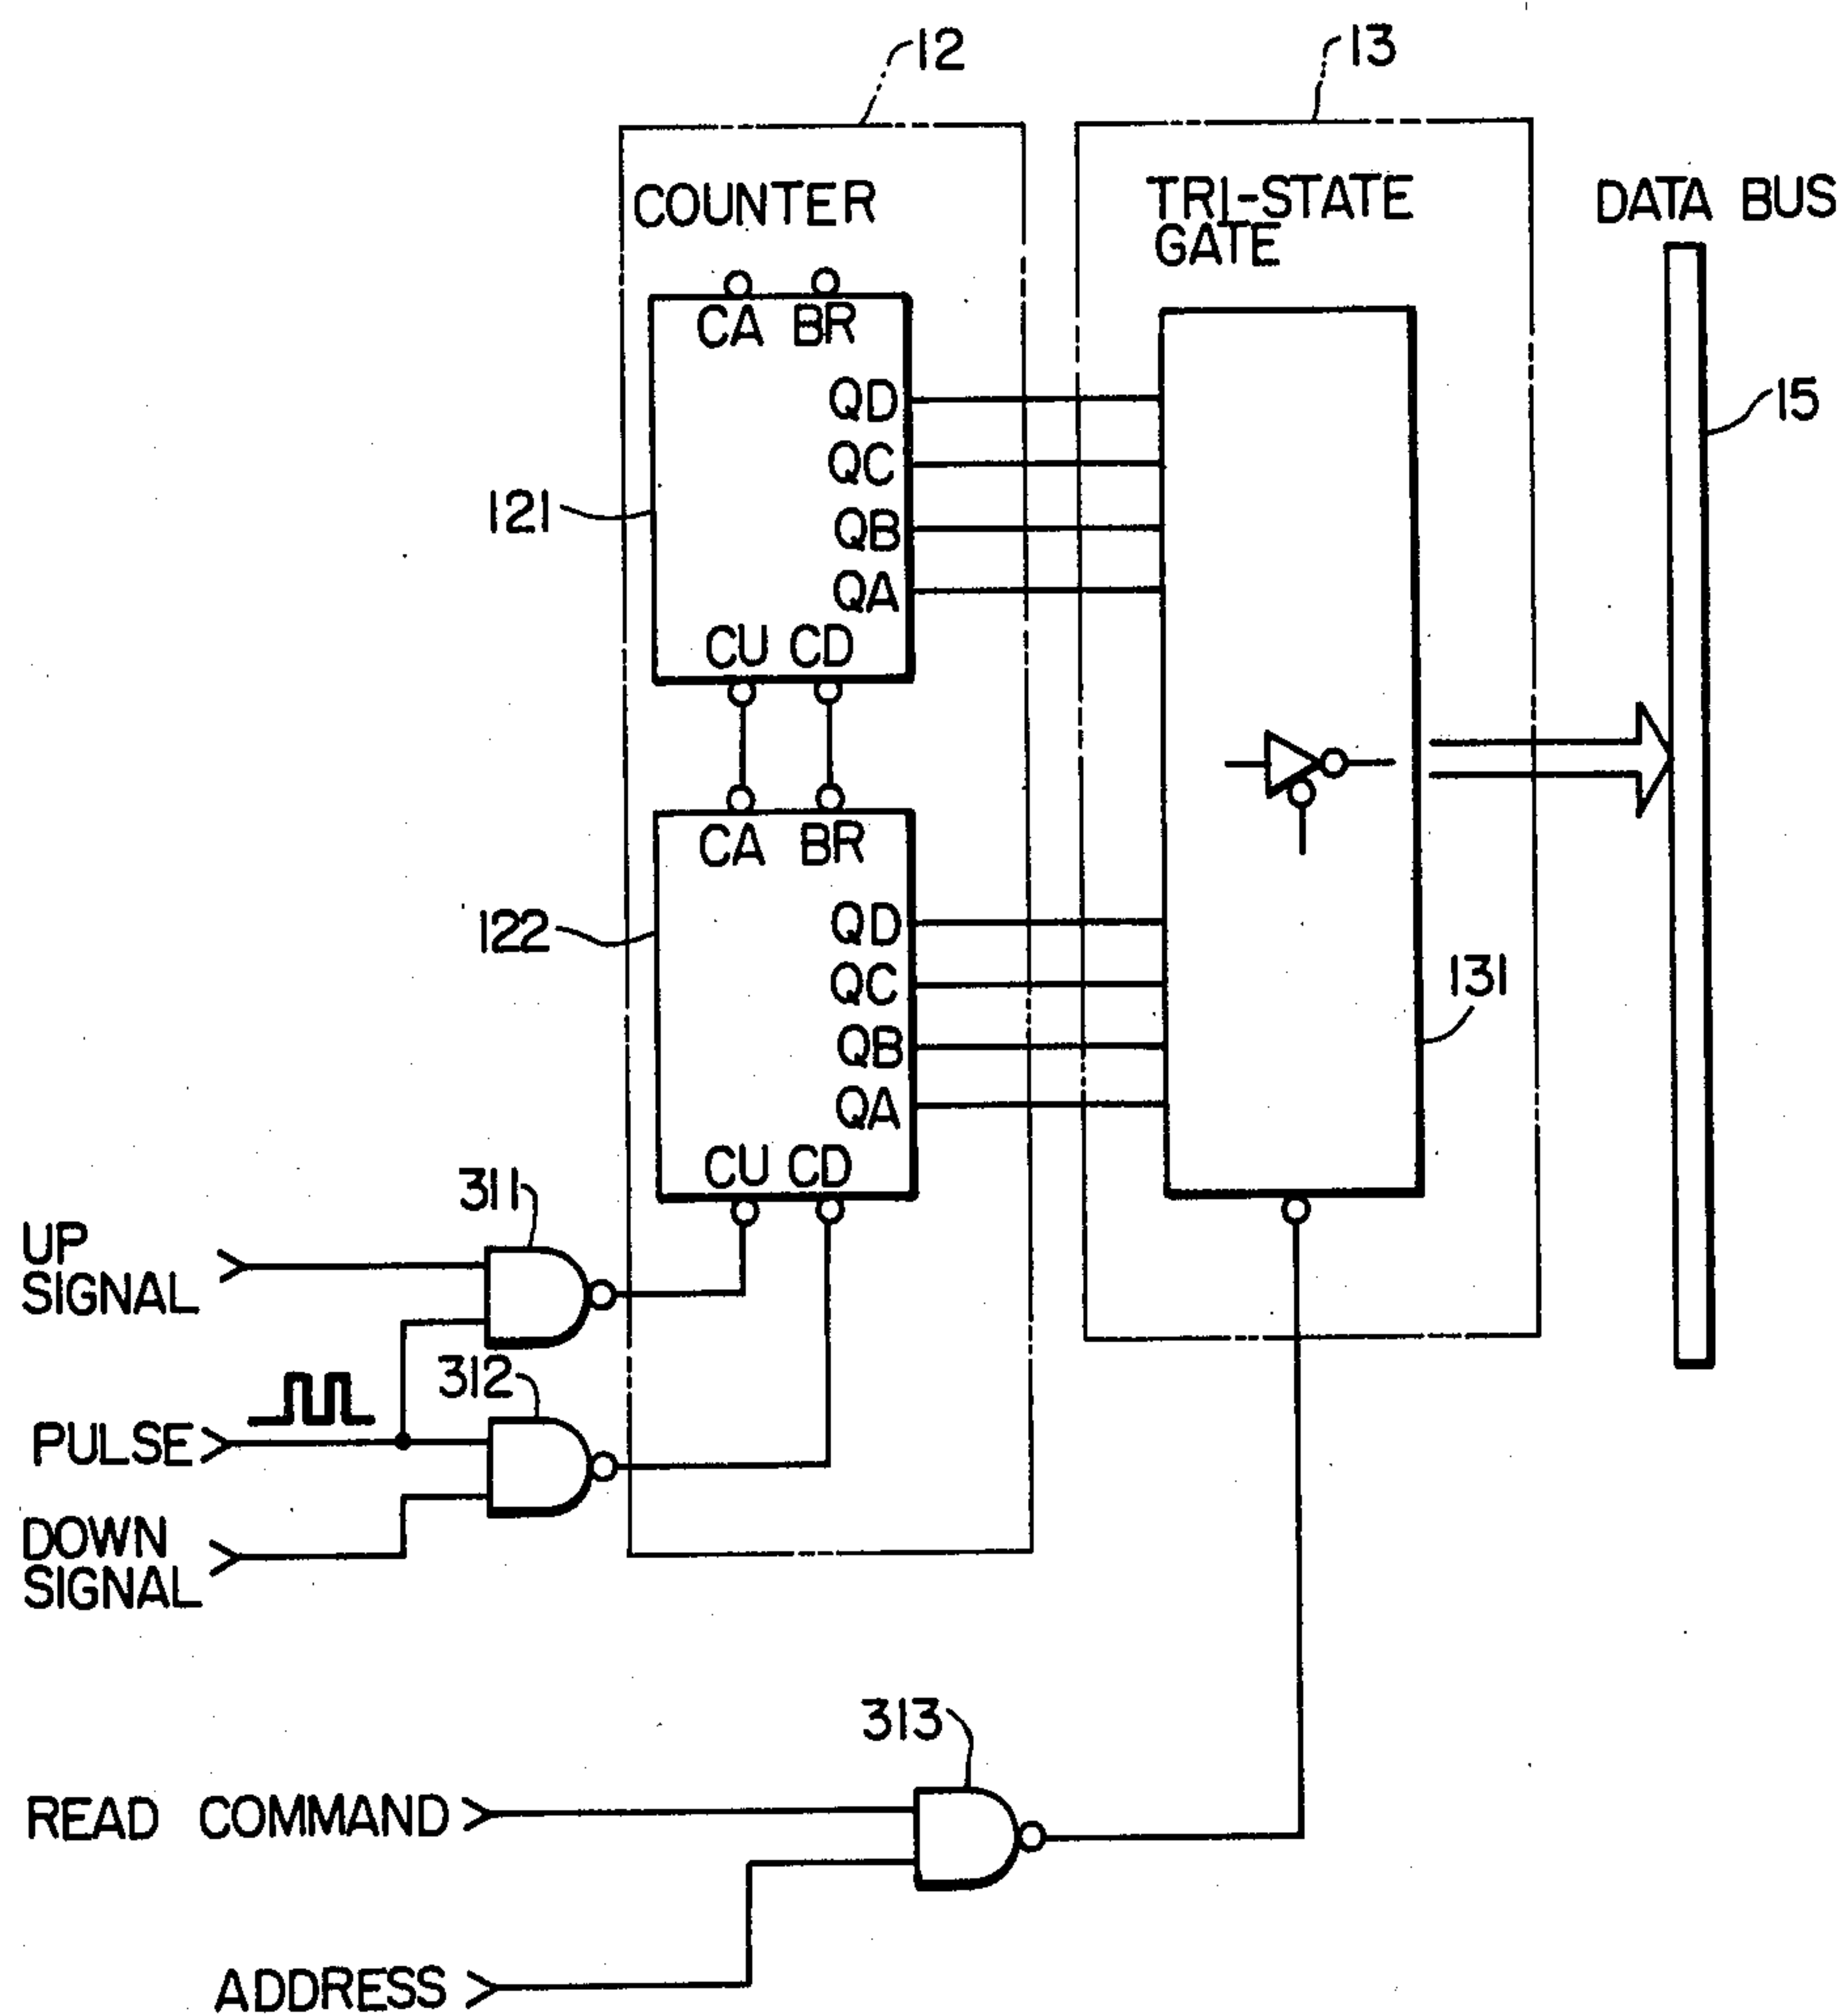 12
13
COUNTER
TRI-STATE
GATE
DATA BUS
CA BR
QD
QC
QB
QA
CU CD
121
15
CA BR
QD
QC
QB
QA
CU CD
122
131
311
UP
SIGNAL
312
PULSE
DOWN
SIGNAL
313
READ COMMAND
ADDRESS